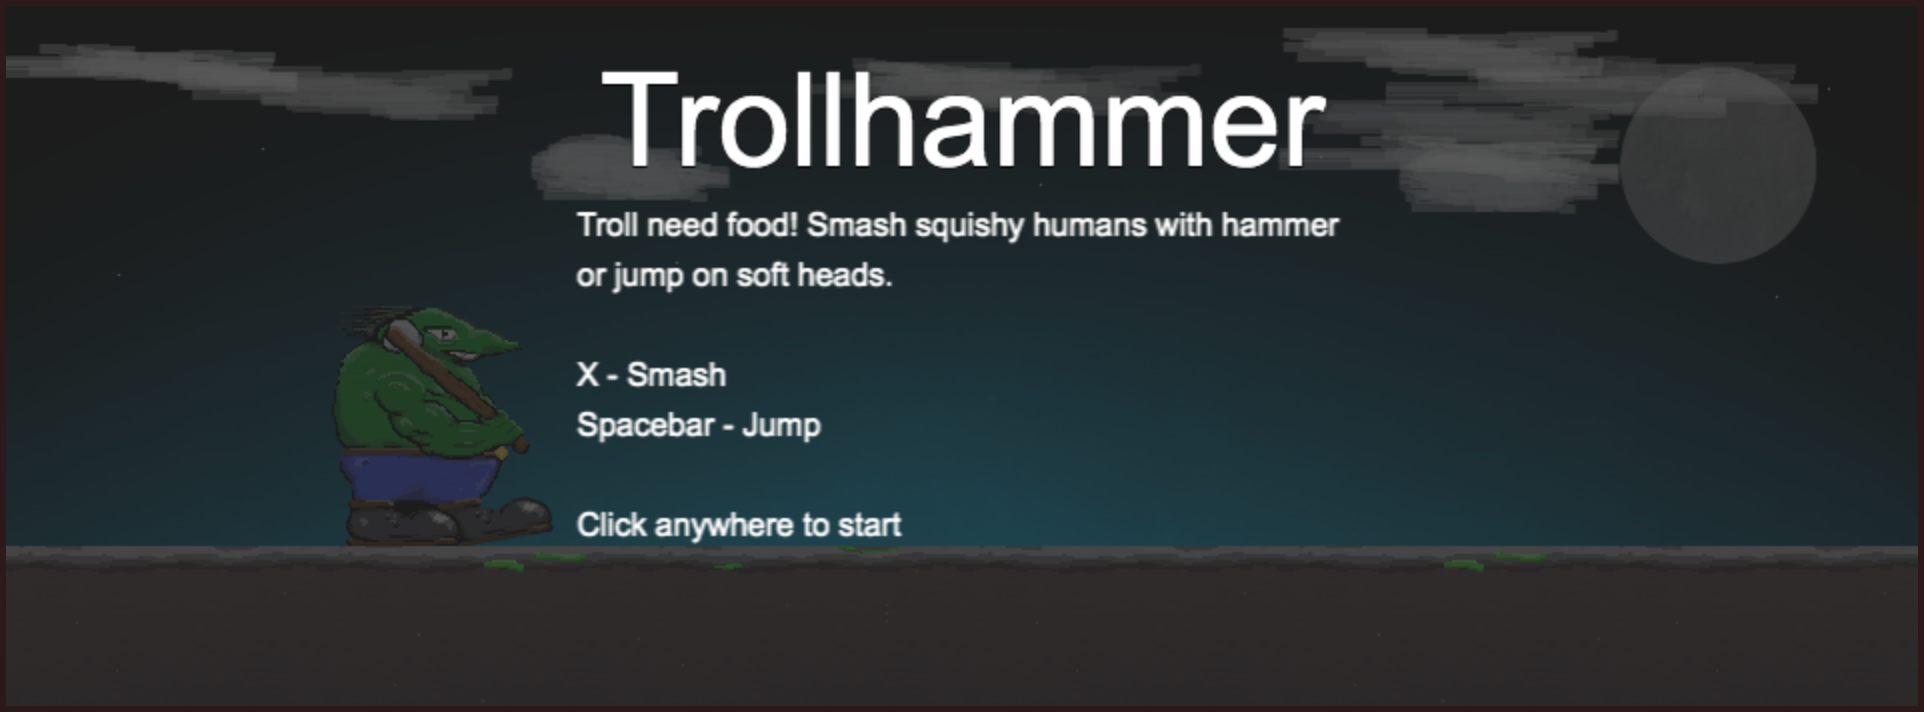 Trollhammer
Troll need food! Smash squishy humans with hammer
or jump on soft heads.
X - Smash
Spacebar - Jump
Click anywhere to start